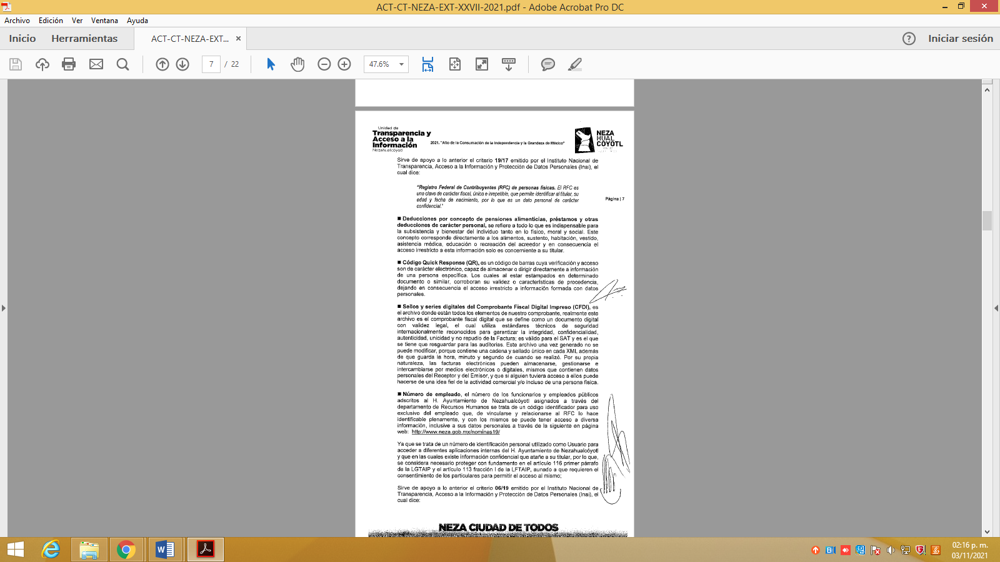 ACT-CT-NEZA-EXT-XXVII-2021.pdf - Adobe Acrobat Pro DC
Archivo Edición Ver Ventana Ayuda
Inicio Herramientas ACT-CT-NEZA-EXT... × ? Iniciar sesión
7 / 22 47.6%
Unidad de
Transparencia y
Acceso a la
Información
Nezahualcóyotl
2021. "Año de la Consumación de la Independencia y la Grandeza de México"
NEZA
HUAL
COYOTL
Sirve de apoyo a lo anterior el criterio 19/17 emitido por el Instituto Nacional de
Transparencia, Acceso a la Información y Protección de Datos Personales (Inai), el
cual dice:
"Registro Federal de Contribuyentes (RFC) de personas físicas. El RFC es
una clave de carácter fiscal, única e irrepetible, que permite identificar al titular, su
edad y fecha de nacimiento, por lo que es un dato personal de carácter
confidencial."
Página | 7
■ Deducciones por concepto de pensiones alimenticias, préstamos y otras
deducciones de carácter personal, se refiere a todo lo que es indispensable para
la subsistencia y bienestar del individuo tanto en lo físico, moral y social. Este
concepto corresponde directamente a los alimentos, sustento, habitación, vestido,
asistencia médica, educación o recreación del acreedor y en consecuencia el
acceso irrestricto a esta información solo es concerniente a su titular.
■ Código Quick Response (QR), es un código de barras cuya verificación y acceso
son de carácter electrónico, capaz de almacenar o dirigir directamente a información
de una persona específica. Los cuales al estar estampados en determinado
documento o similar, corroboran su validez o características de procedencia,
dejando en consecuencia el acceso irrestricto a información formada con datos
personales.
■ Sellos y series digitales del Comprobante Fiscal Digital Impreso (CFDI), es
el archivo donde están todos los elementos de nuestro comprobante, realmente este
archivo es el comprobante fiscal digital que se define como un documento digital
con validez legal, el cual utiliza estándares técnicos de seguridad
internacionalmente reconocidos para garantizar la integridad, confidencialidad,
autenticidad, unicidad y no repudio de la Factura; es válido para el SAT y es el que
se tiene que resguardar para las auditorias. Este archivo una vez generado no se
puede modificar, porque contiene una cadena y sellado único en cada XML además
de que guarda la hora, minuto y segundo de cuando se realizó. Por su propia
naturaleza, las facturas electrónicas pueden almacenarse, gestionarse e
intercambiarse por medios electrónicos o digitales, mismos que contienen datos
personales del Receptor y del Emisor, y que si alguien tuviera acceso a ellos puede
hacerse de una idea fiel de la actividad comercial y/o incluso de una persona física.
■ Número de empleado, el número de los funcionarios y empleados públicos
adscritos al H. Ayuntamiento de Nezahualcóyotl asignados a través del
departamento de Recursos Humanos se trata de un código identificador para uso
exclusivo del empleado que, de vincularse y relacionarse al RFC lo hace
identificable plenamente, y con los mismos se puede tener acceso a diversa
información, inclusive a sus datos personales a través de la siguiente en página
web: http://www.neza.gob.mx/nominas19/
Ya que se trata de un número de identificación personal utilizado como Usuario para
acceder a diferentes aplicaciones internas del H. Ayuntamiento de Nezahualcóyotl
y que en las cuales existe información confidencial que atañe a su titular, por lo que,
se considera necesario proteger con fundamento en el artículo 116 primer párrafo
de la LGTAIP y el artículo 113 fracción I de la LFTAIP, aunado a que requieren el
consentimiento de los particulares para permitir el acceso al mismo;
Sirve de apoyo a lo anterior el criterio 06/19 emitido por el Instituto Nacional de
Transparencia, Acceso a la Información y Protección de Datos Personales (Inai), el
cual dice:
NEZA CIUDAD DE TODOS
02:16 p. m.
03/11/2021